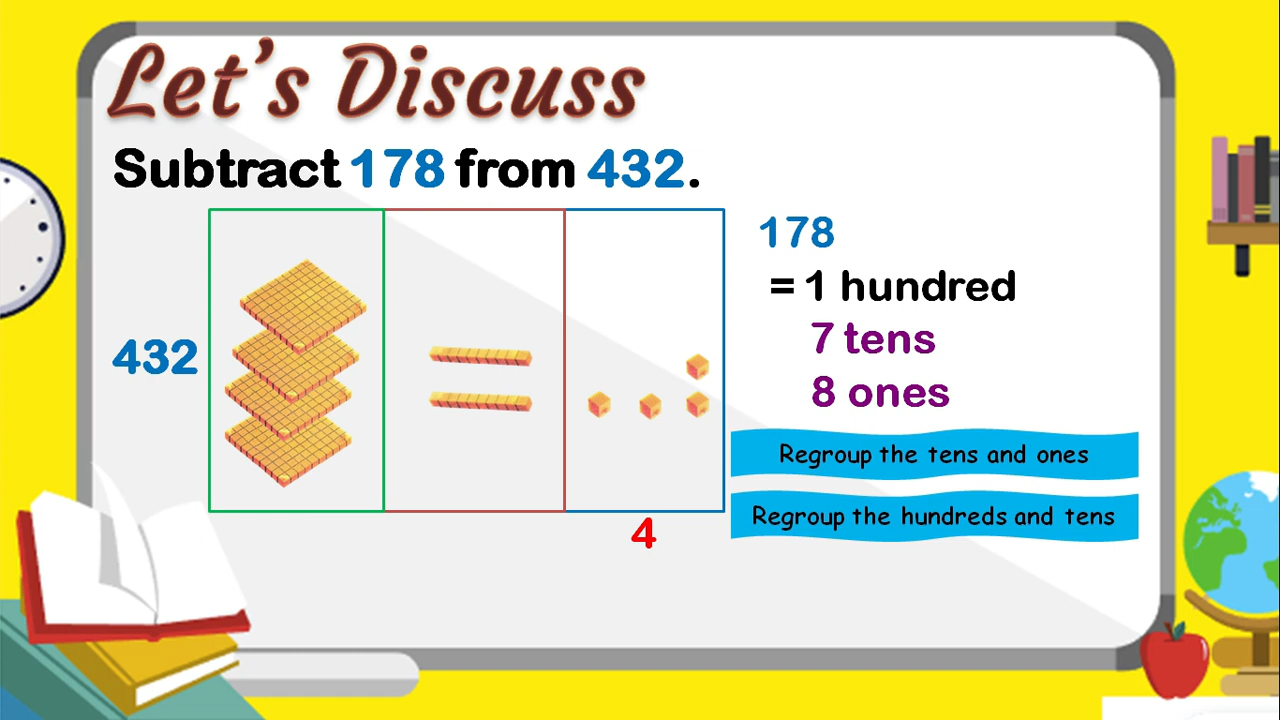 Let's Discuss
Subtract 178 from 432.
432
4
178
= 1 hundred
7 tens
8 ones
Regroup the tens and ones
Regroup the hundreds and tens